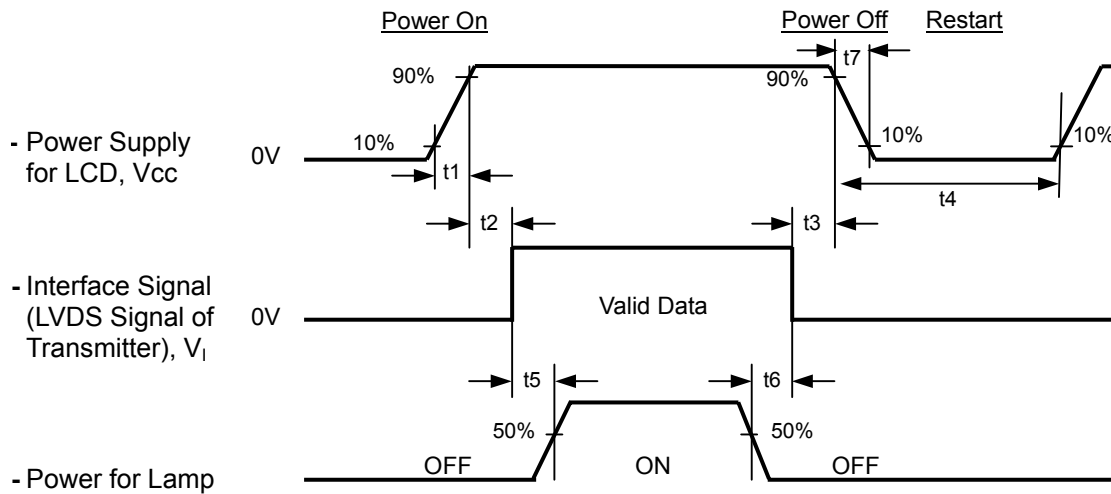 Power On
Power Off
Restart
t7
90%
90%
- Power Supply
for LCD, Vcc
0V
10%
10%
10%
t1
t4
t2
t3
- Interface Signal
(LVDS Signal of
Transmitter), VI
0V
Valid Data
t5
t6
50%
50%
- Power for Lamp
OFF
ON
OFF